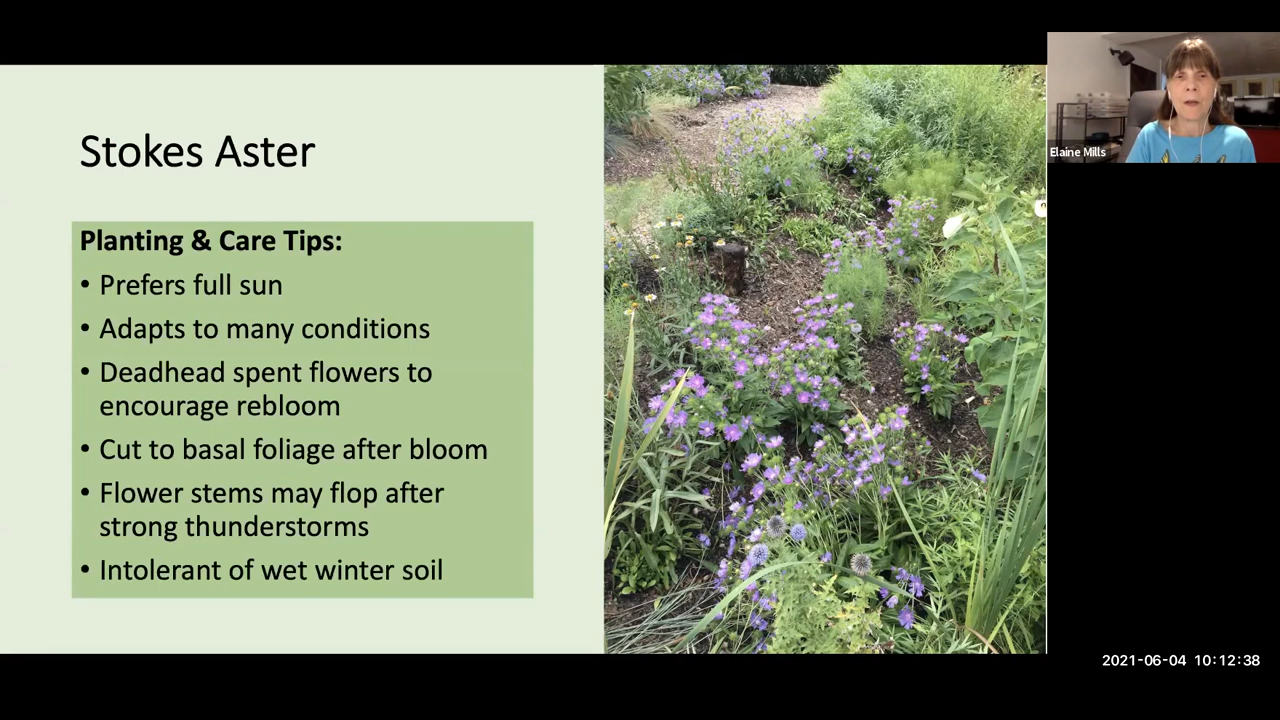 Stokes Aster
Planting & Care Tips:
• Prefers full sun
• Adapts to many conditions
• Deadhead spent flowers to
encourage rebloom
• Cut to basal foliage after bloom
• Flower stems may flop after
strong thunderstorms
• Intolerant of wet winter soil
Elaine Mills
2021-06-04 10:12:38